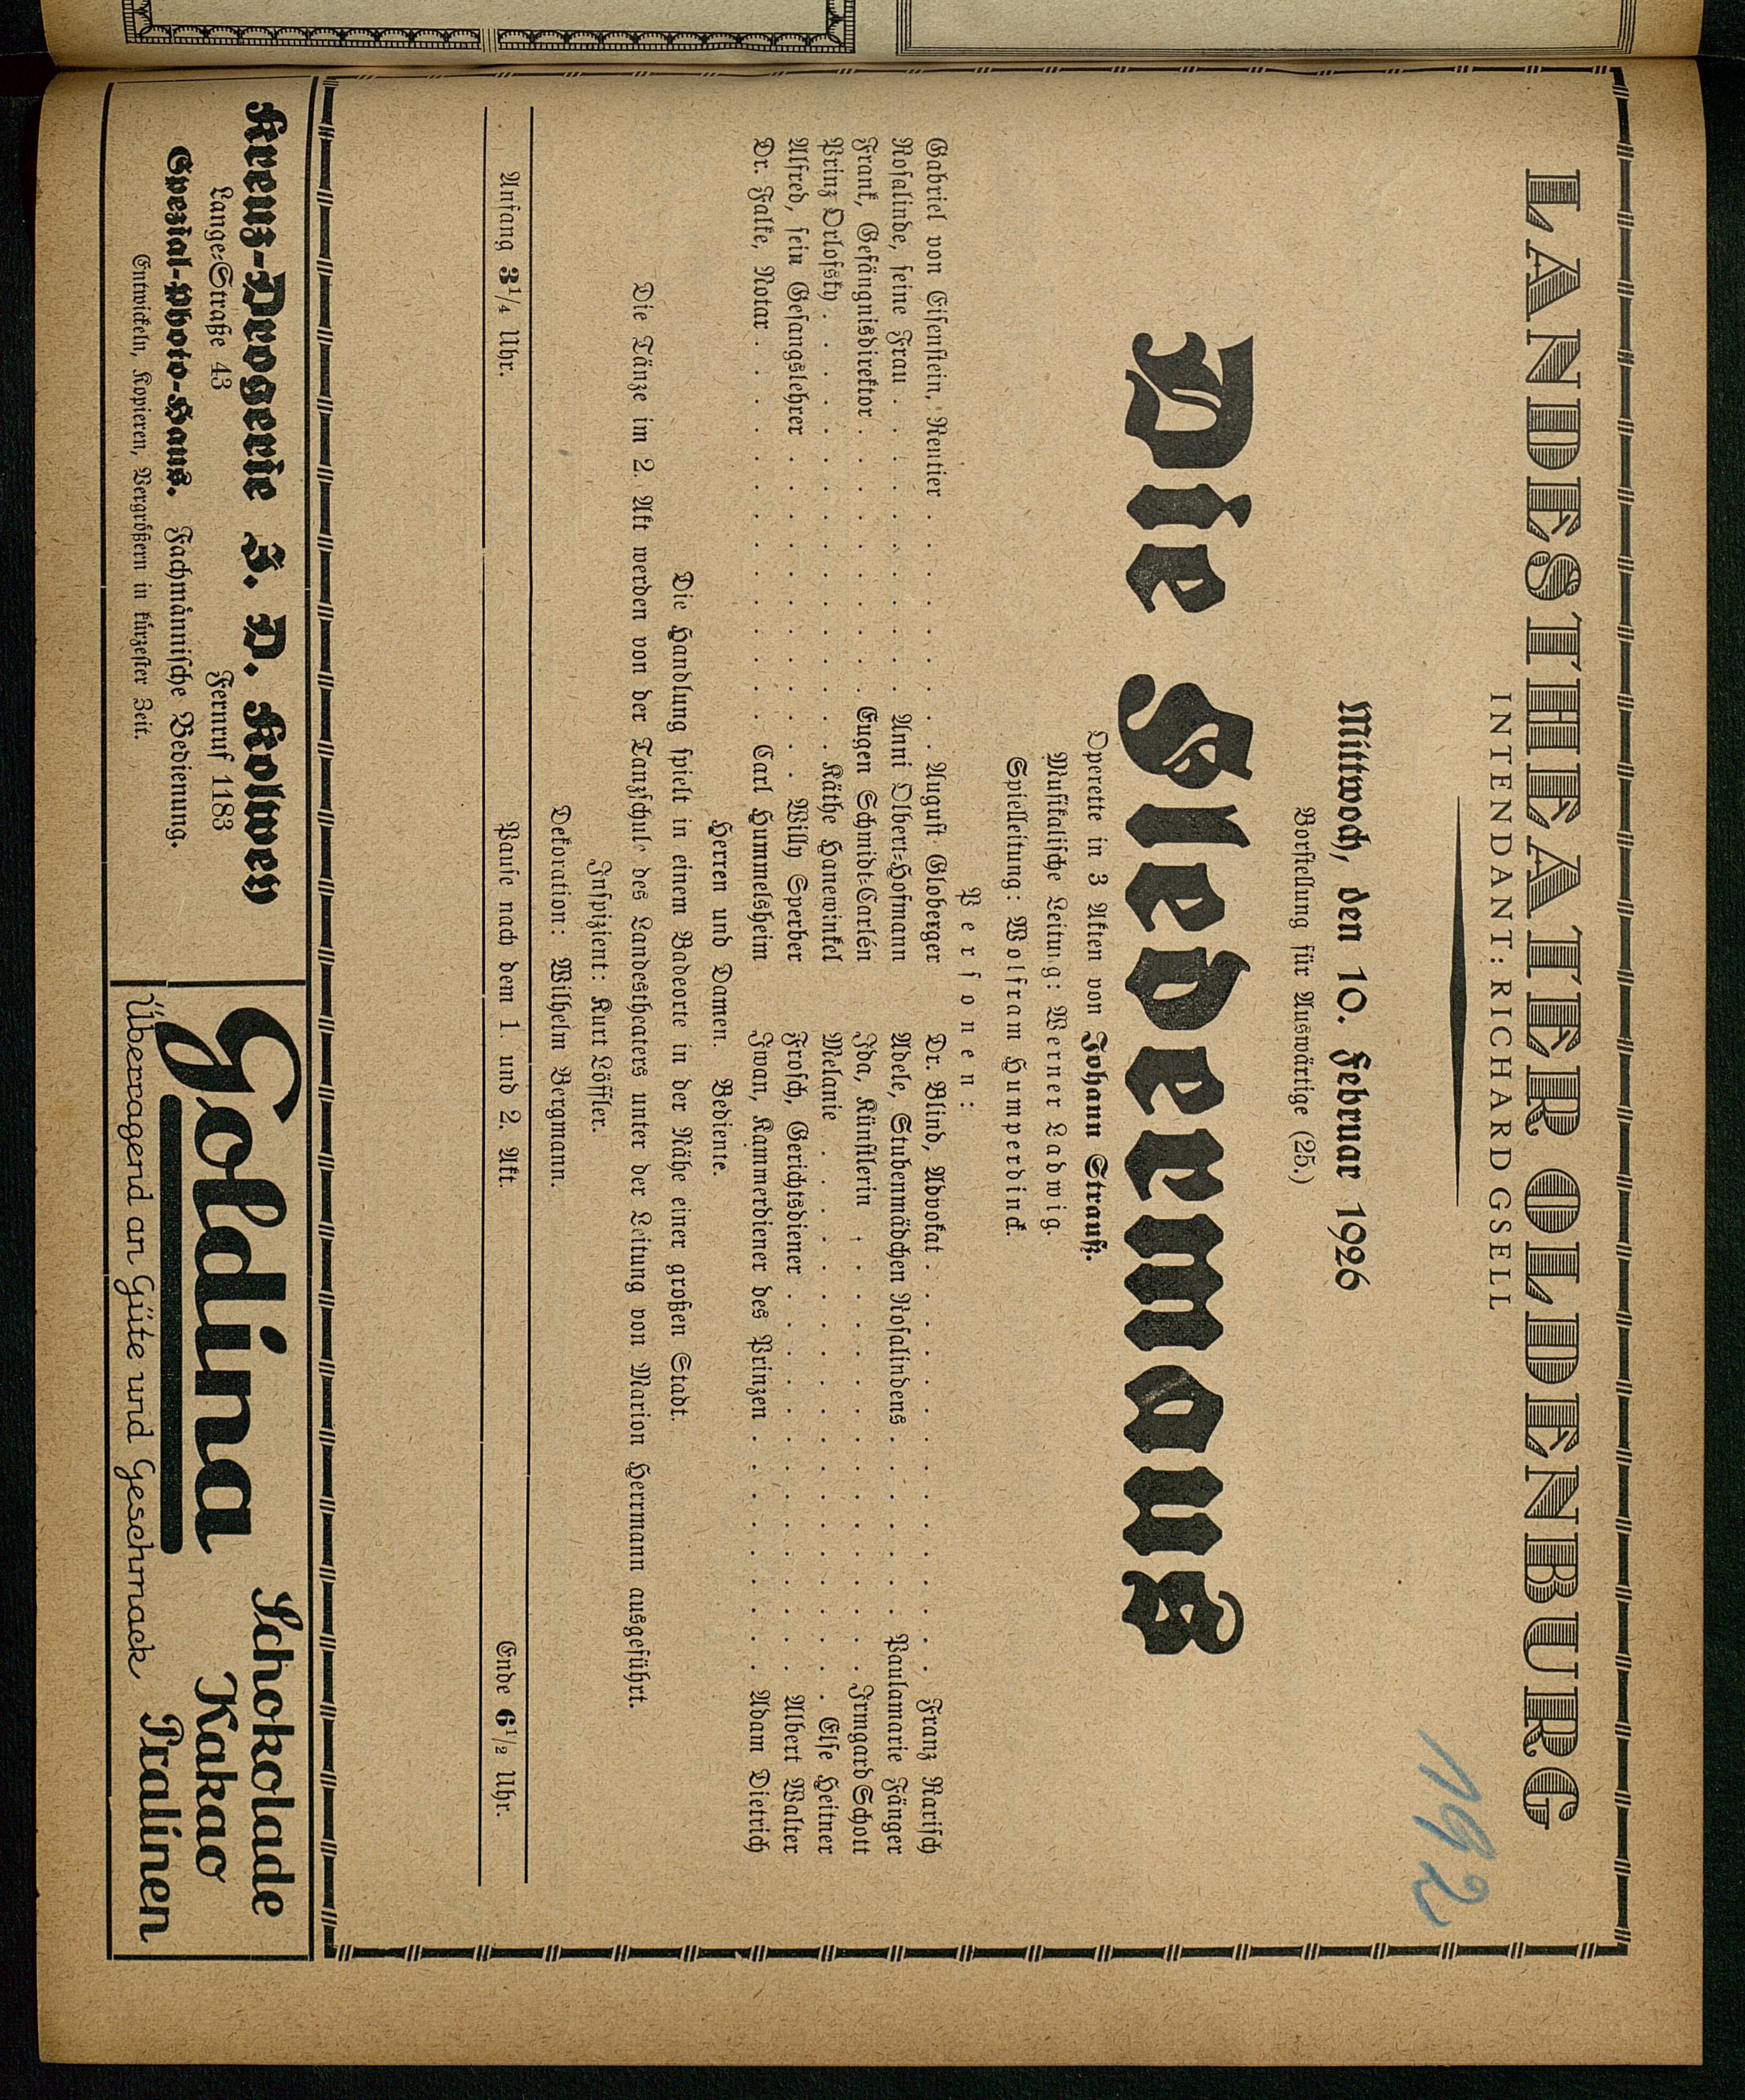 LANDESTHEATER OLDENBURG
INTENDANT: RICHARD GSELL
192
Mittwoch, den 10. Februar 1926
Vorstellung für Auswärtige (25.)
Die Fledermaus
Operette in 3 Akten von Johann Strauß.
Musikalische Leitung: Werner Ladwig.
Spielleitung: Wolfram Humperdinck.
Personen:
Gabriel von Eisenstein, Rentier . . . . . . . . . August Globerger
Rosalinde, seine Frau . . . . . . . . . . . Anni Olbert-Hofmann
Frank, Gefängnisdirektor . . . . . . . . . . Eugen Schmidt-Carlén
Prinz Orlofsky . . . . . . . . . . . . . . . Käthe Hanewinkel
Alfred, sein Gesangslehrer . . . . . . . . . . . Willy Sperber
Dr. Falke, Notar . . . . . . . . . . . . . . Carl Hummelsheim
Dr. Blind, Advokat . . . . . . . . . . . . . . . Franz Rarisch
Adele, Stubenmädchen Rosalindens . . . . . . . Paulamarie Fänger
Ida, Künstlerin . . . . . . . . . . . . . . . . Irmgard Schott
Melanie . . . . . . . . . . . . . . . . . . . . Else Heitner
Frosch, Gerichtsdiener . . . . . . . . . . . . . . Albert Walter
Iwan, Kammerdiener des Prinzen . . . . . . . . . Adam Dietrich
Herren und Damen. Bediente.
Die Handlung spielt in einem Badeorte in der Nähe einer großen Stadt.
Die Tänze im 2. Akt werden von der Tanzschule des Landestheaters unter der Leitung von Marion Herrmann ausgeführt.
Inspizient: Kurt Löffler.
Dekoration: Wilhelm Bergmann.
Anfang 3 1/4 Uhr. Pause nach dem 1. und 2. Akt. Ende 6 1/2 Uhr.
Kreuz-Drogerie J. D. Kolwey
Lange-Straße 43 Fernruf 1183
Spezial-Photo-Haus. Fachmännische Bedienung.
Entwickeln, Kopieren, Vergrößern in kürzester Zeit.
Goldina
Schokolade
Kakao
Pralinen
Überragend an Güte und Geschmack